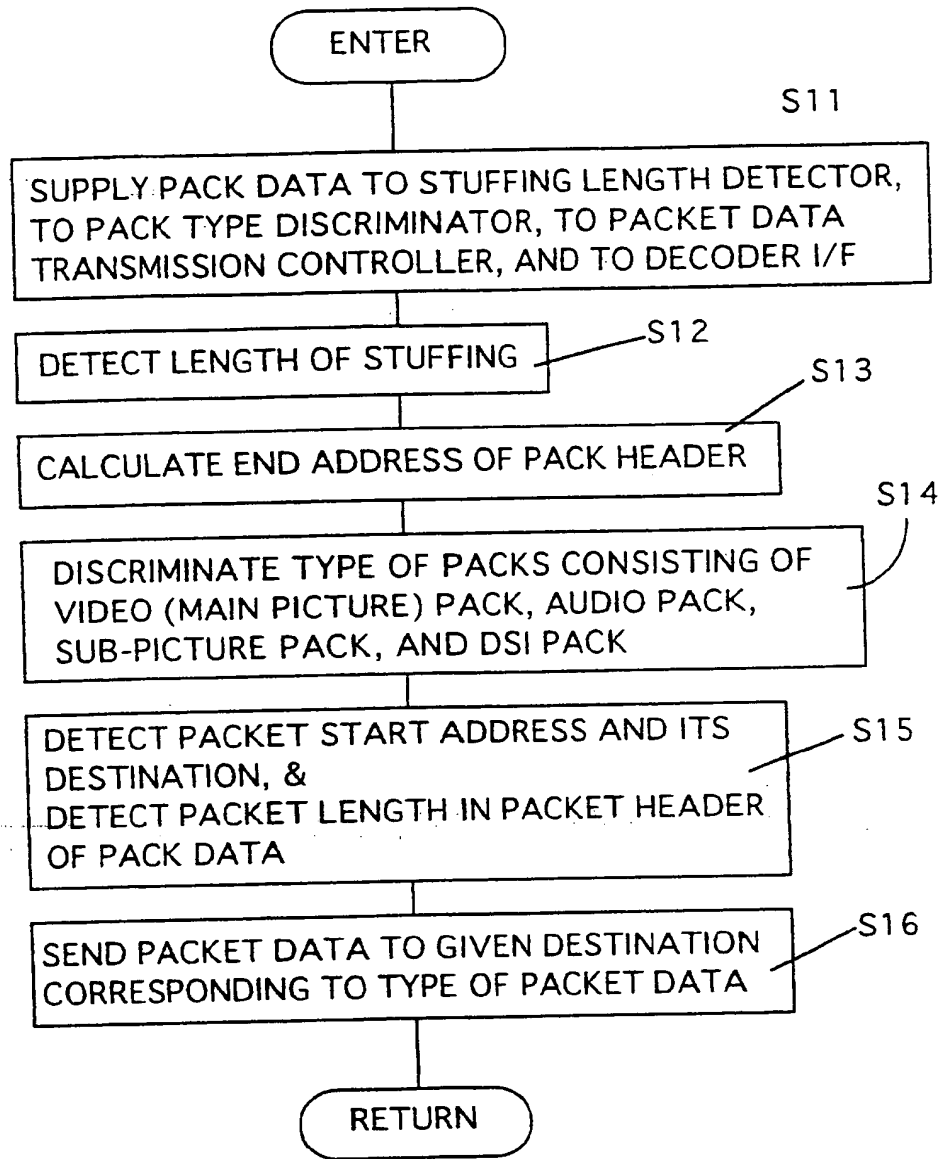 ENTER
S11
SUPPLY PACK DATA TO STUFFING LENGTH DETECTOR,
TO PACK TYPE DISCRIMINATOR, TO PACKET DATA
TRANSMISSION CONTROLLER, AND TO DECODER I/F
S12
DETECT LENGTH OF STUFFING
S13
CALCULATE END ADDRESS OF PACK HEADER
S14
DISCRIMINATE TYPE OF PACKS CONSISTING OF
VIDEO (MAIN PICTURE) PACK, AUDIO PACK,
SUB-PICTURE PACK, AND DSI PACK
DETECT PACKET START ADDRESS AND ITS
S15
DESTINATION, &
DETECT PACKET LENGTH IN PACKET HEADER
OF PACK DATA
SEND PACKET DATA TO GIVEN DESTINATION
S16
CORRESPONDING TO TYPE OF PACKET DATA
RETURN